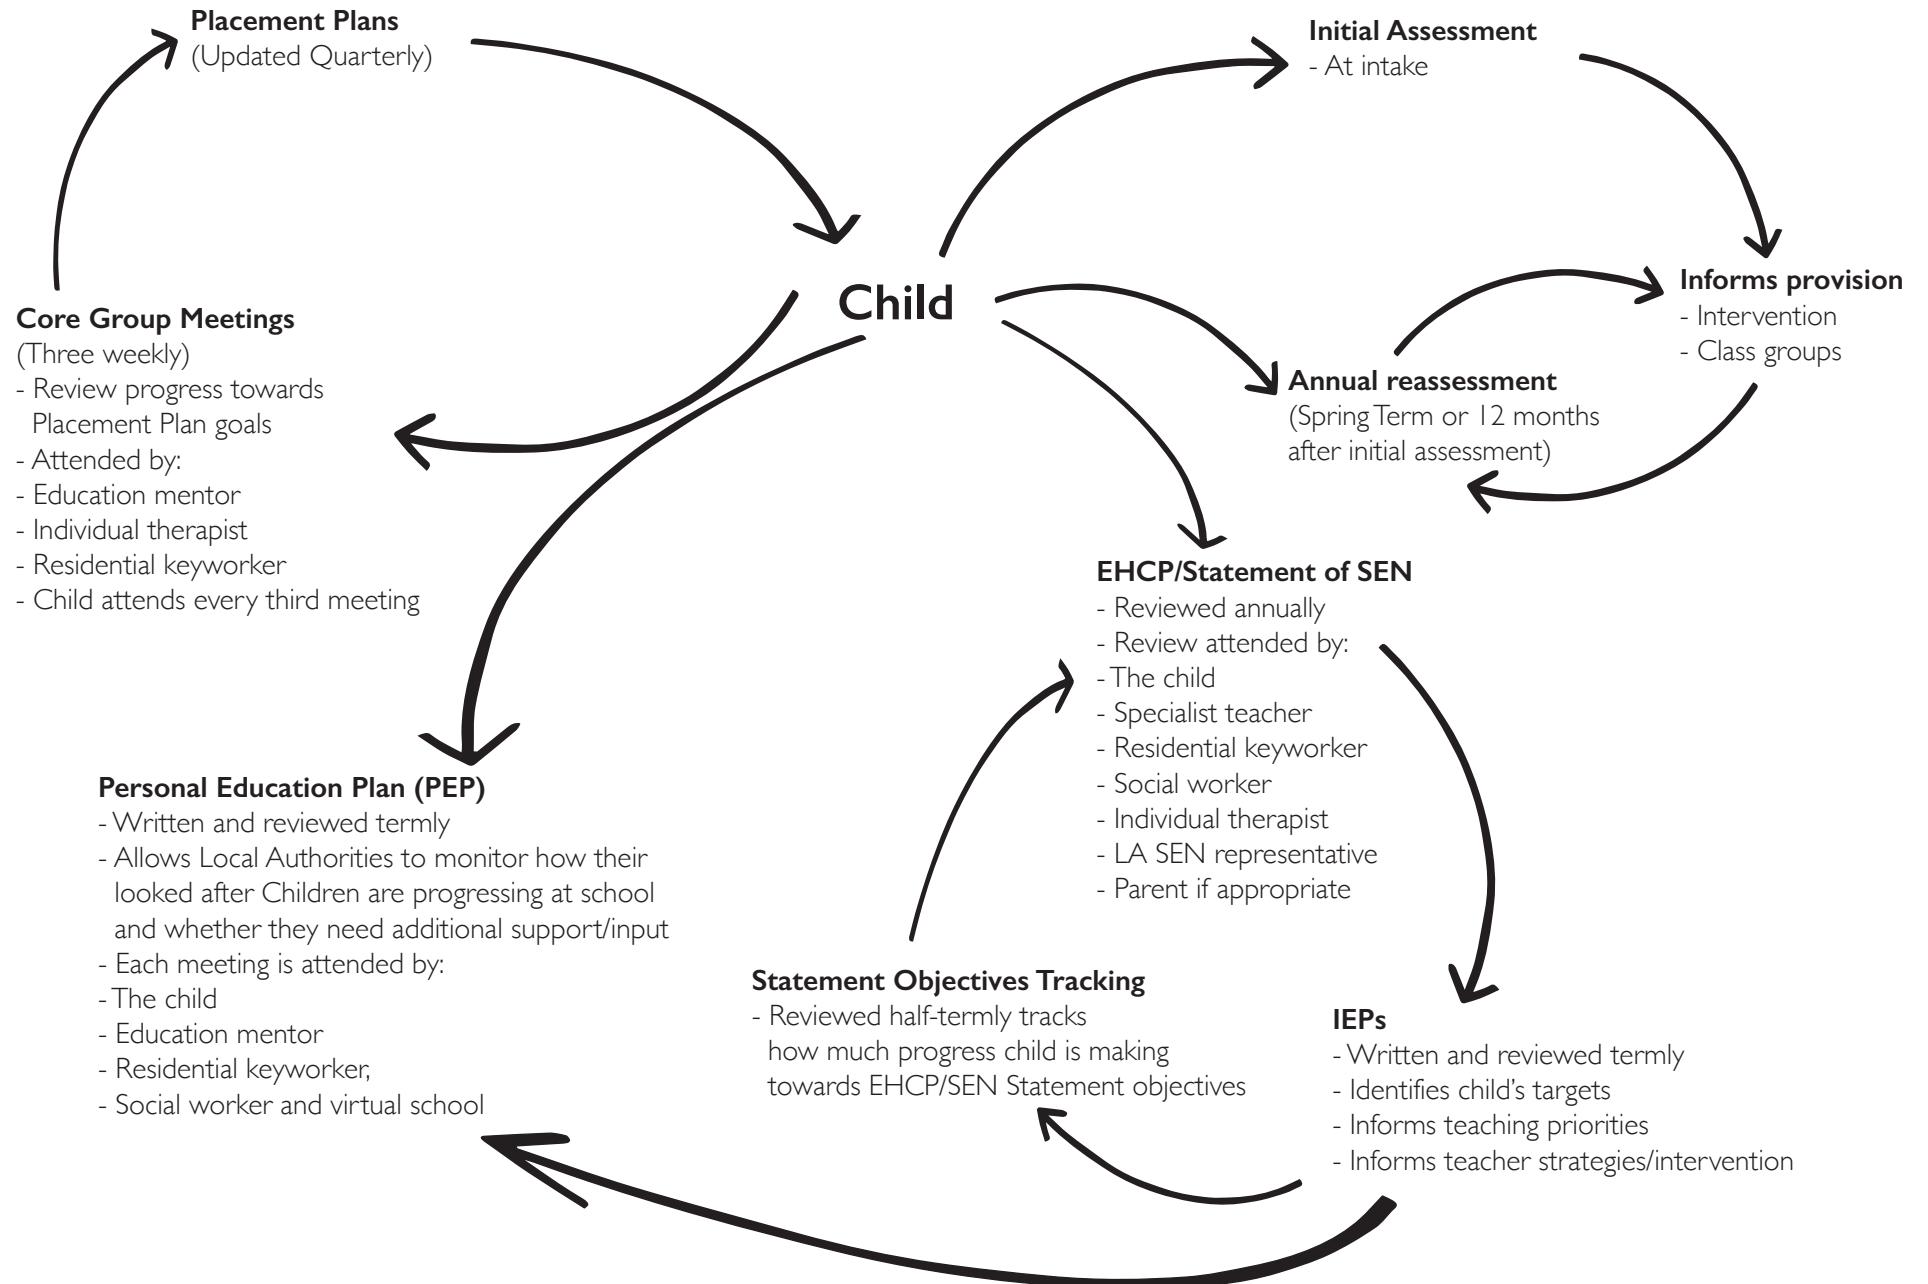 Placement Plans
(Updated Quarterly)
Initial Assessment
- At intake
Child
Informs provision
- Intervention
- Class groups
Core Group Meetings
(Three weekly)
- Review progress towards
Placement Plan goals
- Attended by:
- Education mentor
- Individual therapist
- Residential keyworker
- Child attends every third meeting
Annual reassessment
(Spring Term or 12 months
after initial assessment)
EHCP/Statement of SEN
- Reviewed annually
- Review attended by:
- The child
- Specialist teacher
- Residential keyworker
- Social worker
- Individual therapist
- LA SEN representative
- Parent if appropriate
Personal Education Plan (PEP)
- Written and reviewed termly
- Allows Local Authorities to monitor how their
looked after Children are progressing at school
and whether they need additional support/input
- Each meeting is attended by:
- The child
- Education mentor
- Residential keyworker,
- Social worker and virtual school
Statement Objectives Tracking
- Reviewed half-termly tracks
how much progress child is making
towards EHCP/SEN Statement objectives
IEPs
- Written and reviewed termly
- Identifies child's targets
- Informs teaching priorities
- Informs teacher strategies/intervention